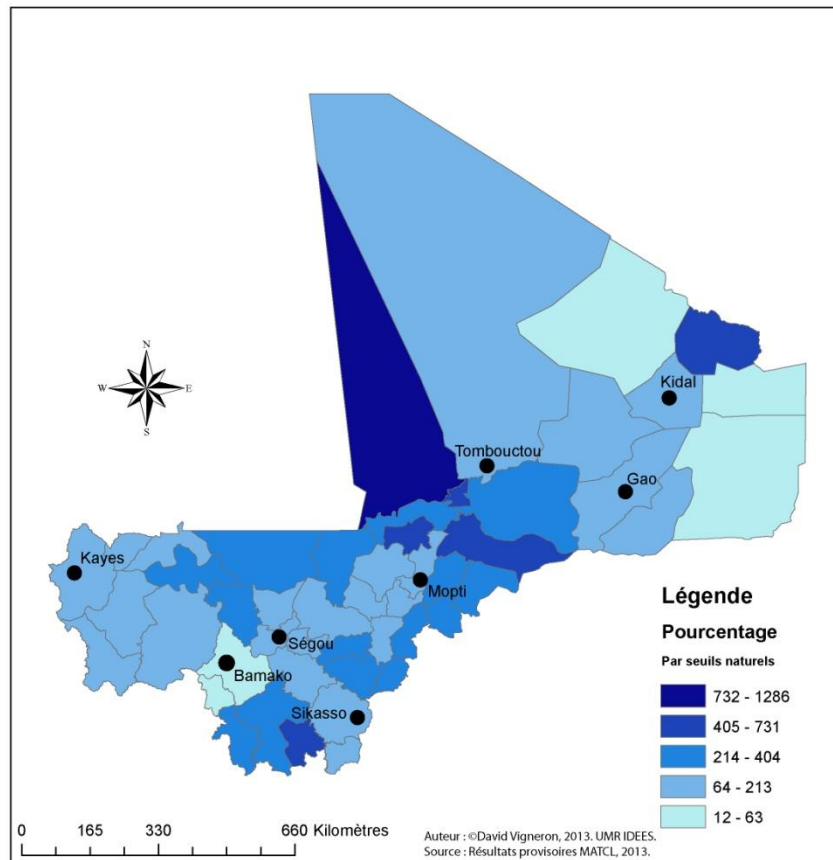 N
W E
S
Kidal
Tombouctou
Gao
Kayes
Mopti
Ségou
Bamako
Sikasso
Légende
Pourcentage
Par seuils naturels
732 - 1286
405 - 731
214 - 404
64 - 213
12 - 63
0 165 330 660 Kilomètres
Auteur : ©David Vigneron, 2013. UMR IDEES.
Source : Résultats provisoires MATCL, 2013.